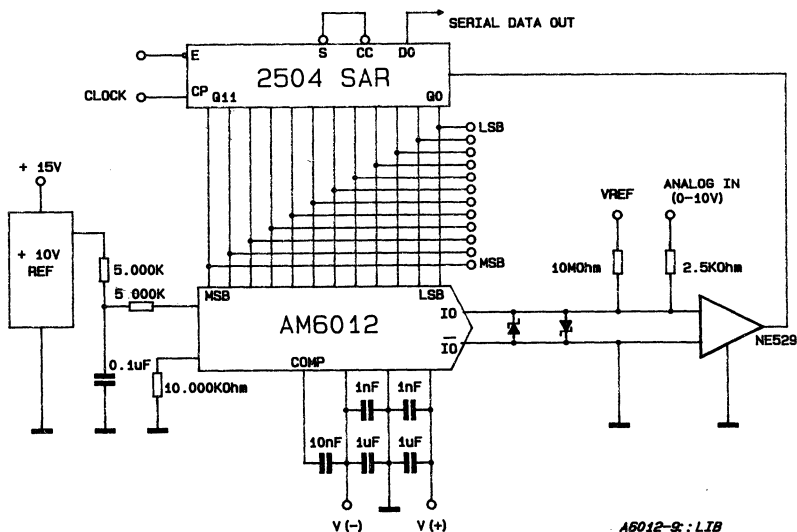 SERIAL DATA OUT
S CC DO
E
2504 SAR
CLOCK
CP Q11 Q0
LSB
+ 15V
VREF
ANALOG IN
(0-10V)
+ 10V
REF
5.000K
5.000K
10MOhm
2.5KOhm
MSB
MSB LSB
IO
AM6012
IO
NE529
COMP
0.1uF
10.000KOhm
1nF 1nF
10nF 1uF 1uF
V (-) V (+)
A6012-9::LIB